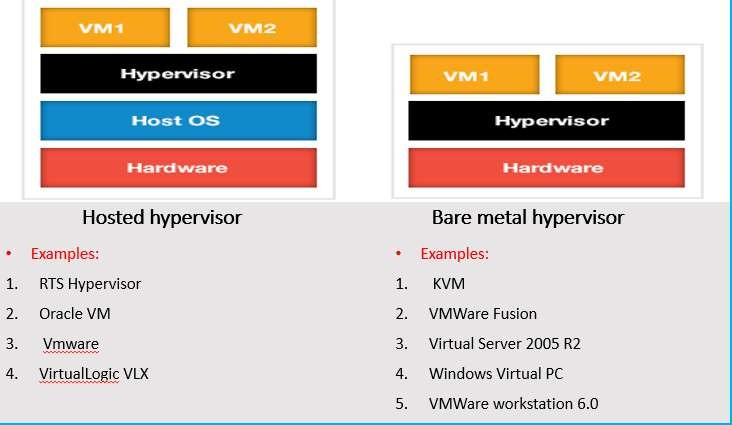 VM1 VM2
Hypervisor
Host OS
Hardware
Hosted hypervisor
• Examples:
1. RTS Hypervisor
2. Oracle VM
3. Vmware
4. VirtualLogic VLX
VM1 VM2
Hypervisor
Hardware
Bare metal hypervisor
• Examples:
1. KVM
2. VMWare Fusion
3. Virtual Server 2005 R2
4. Windows Virtual PC
5. VMWare workstation 6.0